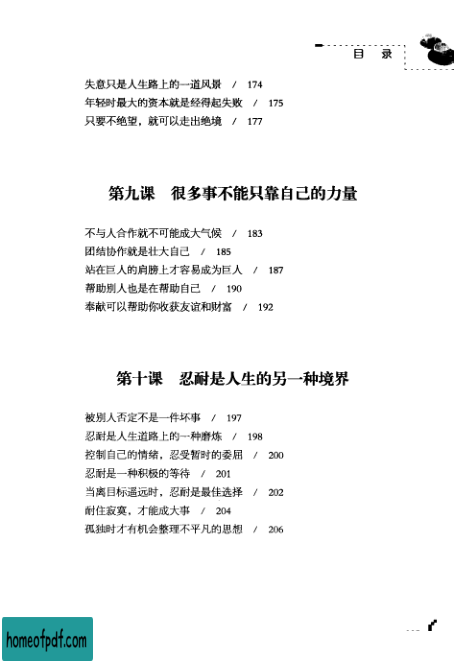 目 录
失意只是人生路上的一道风景 / 174
年轻时最大的资本就是经得起失败 / 175
只要不绝望，就可以走出绝境 / 177
第九课 很多事不能只靠自己的力量
不与人合作就不可能成大气候 / 183
团结协作就是壮大自己 / 185
站在巨人的肩膀上才容易成为巨人 / 187
帮助别人也是在帮助自己 / 190
奉献可以帮助你收获友谊和财富 / 192
第十课 忍耐是人生的另一种境界
被别人否定不是一件坏事 / 197
忍耐是人生道路上的一种磨炼 / 198
控制自己的情绪，忍受暂时的委屈 / 200
忍耐是一种积极的等待 / 201
当离目标遥远时，忍耐是最佳选择 / 202
耐住寂寞，才能成大事 / 204
孤独时才有机会整理不平凡的思想 / 206
homeofpdf.com